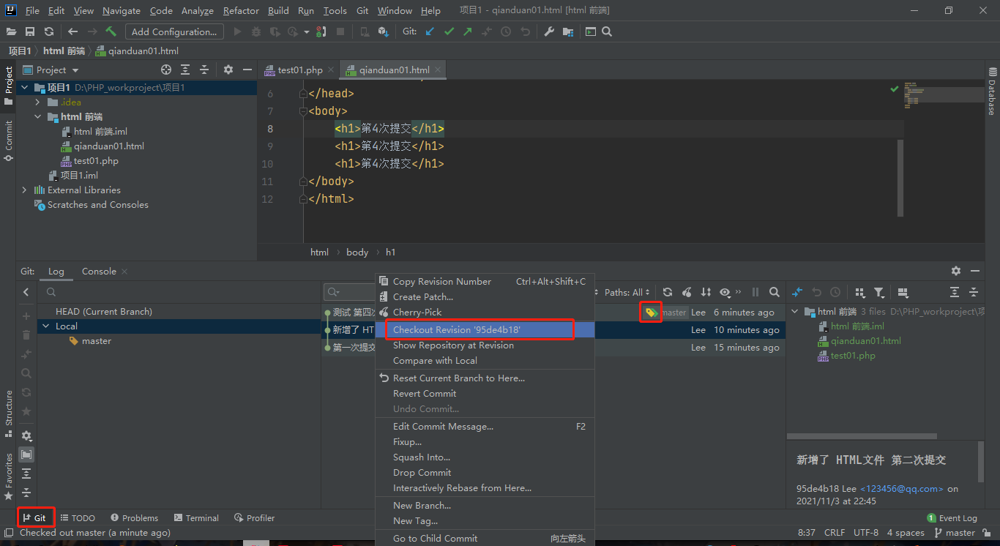 File Edit View Navigate Code Analyze Refactor Build Run Tools Git Window Help 项目1 - qianduan01.html [html 前端]
Add Configuration... Git:
项目1 html 前端 qianduan01.html
Project
Project
test01.php qianduan01.html
项目1 D:\PHP_workproject\项目1
.idea
html 前端
html 前端.iml
qianduan01.html
test01.php
项目1.iml
External Libraries
Scratches and Consoles
Commit
Structure
Favorites
Database
6 </head>
7 <body>
8 <h1>第4次提交</h1>
9 <h1>第4次提交</h1>
10 <h1>第4次提交</h1>
11 </body>
12 </html>
html body h1
Git: Log Console
HEAD (Current Branch)
Local
master
Paths: All
测试 第四次 master Lee 6 minutes ago
新增了 HT Lee 10 minutes ago
第一次提交 Lee 15 minutes ago
Copy Revision Number Ctrl+Alt+Shift+C
Create Patch...
Cherry-Pick
Checkout Revision '95de4b18'
Show Repository at Revision
Compare with Local
Reset Current Branch to Here...
Revert Commit
Undo Commit...
Edit Commit Message... F2
Fixup...
Squash Into...
Drop Commit
Interactively Rebase from Here...
New Branch...
New Tag...
Go to Child Commit 向左箭头
html 前端 3 files D:\PHP_workproject\项
html 前端.iml
qianduan01.html
test01.php
新增了 HTML文件 第二次提交
95de4b18 Lee <123456@qq.com> on
2021/11/3 at 22:45
Git TODO Problems Terminal Profiler 1 Event Log
Checked out master (a minute ago) 8:37 CRLF UTF-8 4 spaces master